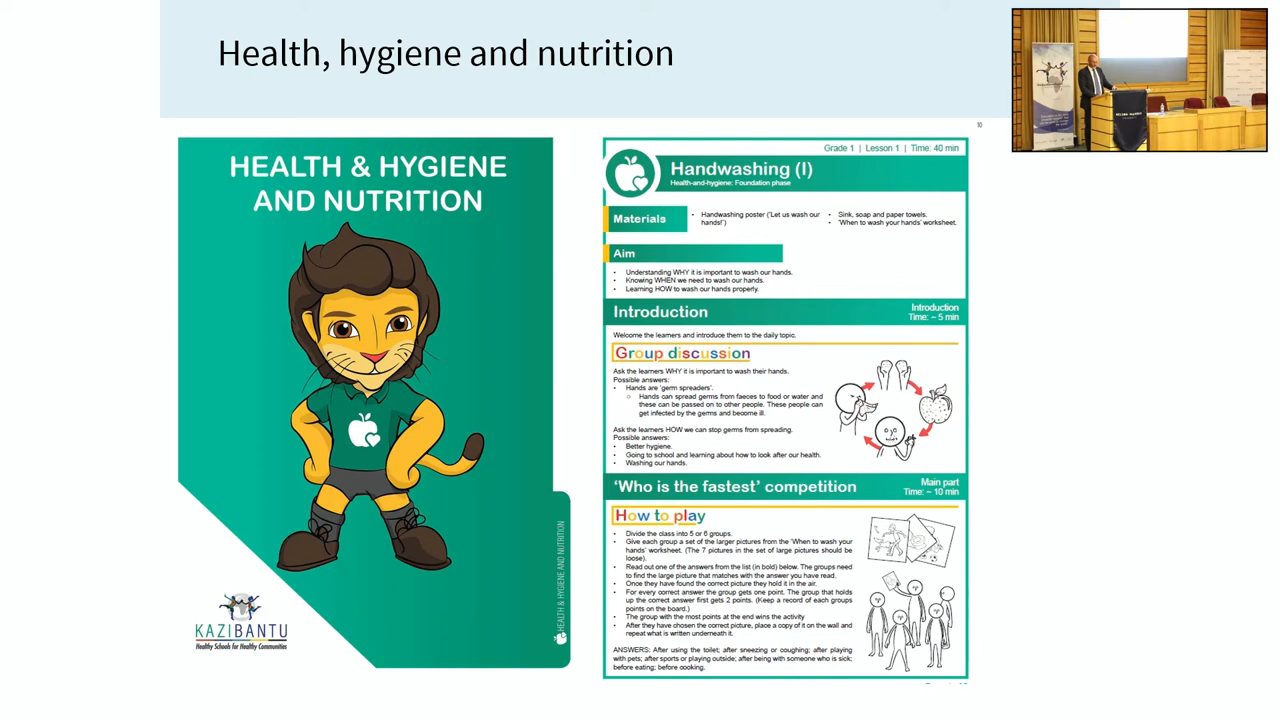 Health, hygiene and nutrition
10
HEALTH & HYGIENE
AND NUTRITION
HEALTH & HYGIENE AND NUTRITION
KAZIBANTU
Healthy Schools for Healthy Communities
Grade 1 | Lesson 1 | Time: 40 min
Handwashing (I)
Health-and-hygiene: Foundation phase
Materials
• Handwashing poster ('Let us wash our
hands!')
• Sink, soap and paper towels.
• 'When to wash your hands' worksheet.
Aim
• Understanding WHY it is important to wash our hands.
• Knowing WHEN we need to wash our hands.
• Learning HOW to wash our hands properly.
Introduction
Introduction
Time: ~ 5 min
Welcome the learners and introduce them to the daily topic.
Group discussion
Ask the learners WHY it is important to wash their hands.
Possible answers:
• Hands are 'germ spreaders'.
○ Hands can spread germs from faeces to food or water and
these can be passed on to other people. These people can
get infected by the germs and become ill.
Ask the learners HOW we can stop germs from spreading.
Possible answers:
• Better hygiene.
• Going to school and learning about how to look after our health.
• Washing our hands.
'Who is the fastest' competition
Main part
Time: ~ 10 min
How to play
• Divide the class into 5 or 6 groups.
• Give each group a set of the larger pictures from the 'When to wash your
hands' worksheet. (The 7 pictures in the set of large pictures should be
loose).
• Read out one of the answers from the list (in bold) below. The groups need
to find the large picture that matches with the answer you have read.
• Once they have found the correct picture they hold it in the air.
• For every correct answer the group gets one point. The group that holds
up the correct answer first gets 2 points. (Keep a record of each groups
points on the board.)
• The group with the most points at the end wins the activity
• After they have chosen the correct picture, place a copy of it on the wall and
repeat what is written underneath it.
ANSWERS: After using the toilet; after sneezing or coughing; after playing
with pets; after sports or playing outside; after being with someone who is sick;
before eating; before cooking.